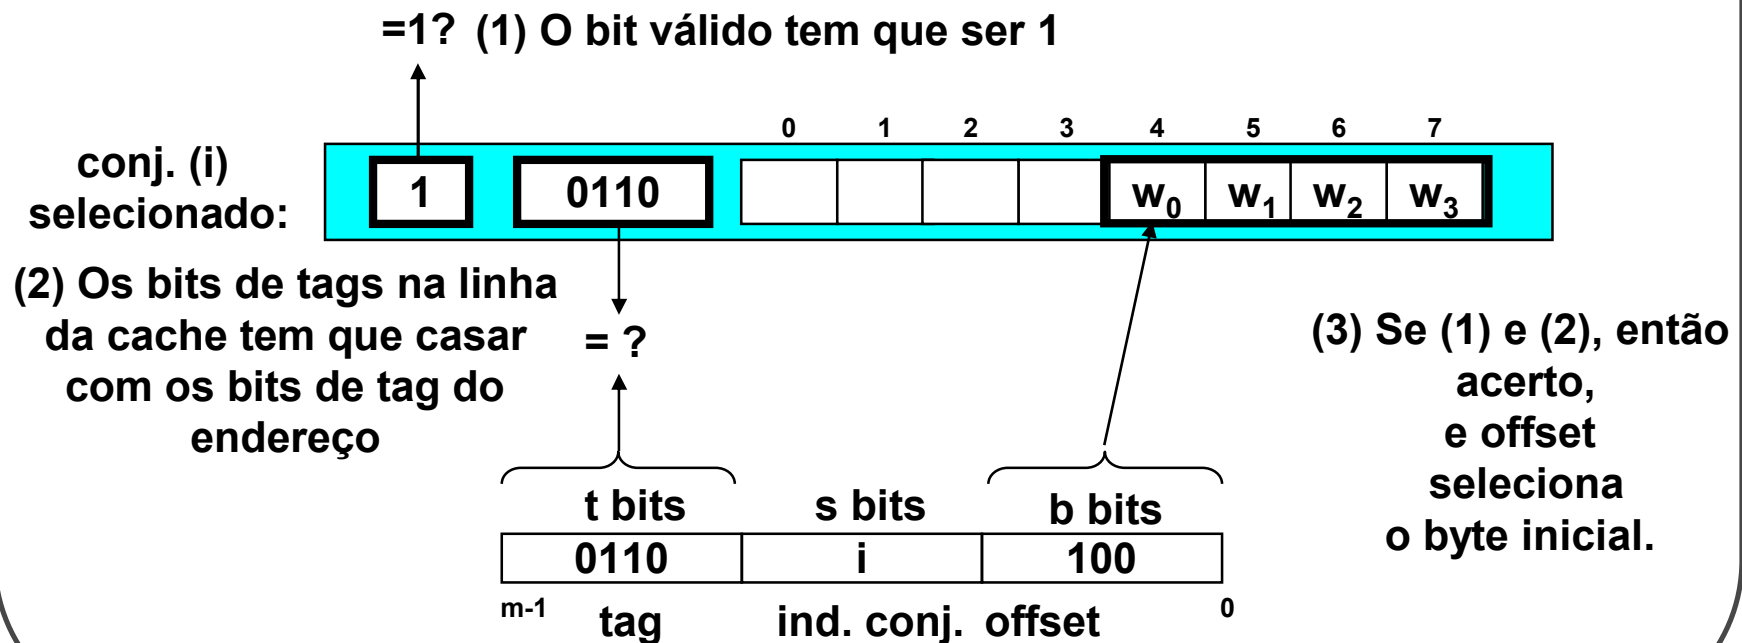 =1? (1) O bit válido tem que ser 1
0 1 2 3 4 5 6 7
conj. (i)
selecionado:
1 0110 w0 w1 w2 w3
(2) Os bits de tags na linha
da cache tem que casar
com os bits de tag do
endereço
= ?
(3) Se (1) e (2), então
acerto,
e offset
seleciona
o byte inicial.
t bits s bits b bits
0110 i 100
m-1 tag ind. conj. offset 0